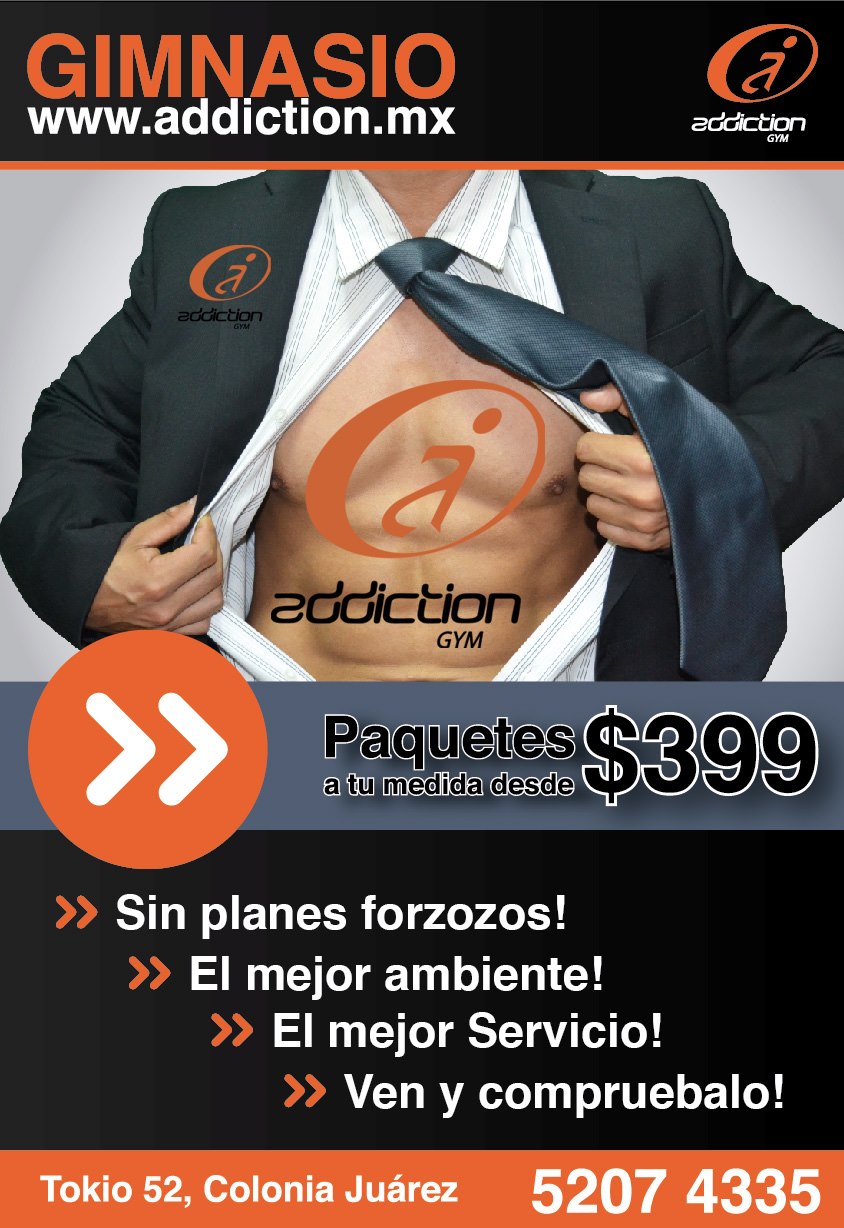 GIMNASIO
www.addiction.mx
addiction
GYM
addiction
GYM
addiction
GYM
Paquetes
a tu medida desde
$399
Sin planes forzozos!
El mejor ambiente!
El mejor Servicio!
Ven y compruebalo!
Tokio 52, Colonia Juárez
5207 4335